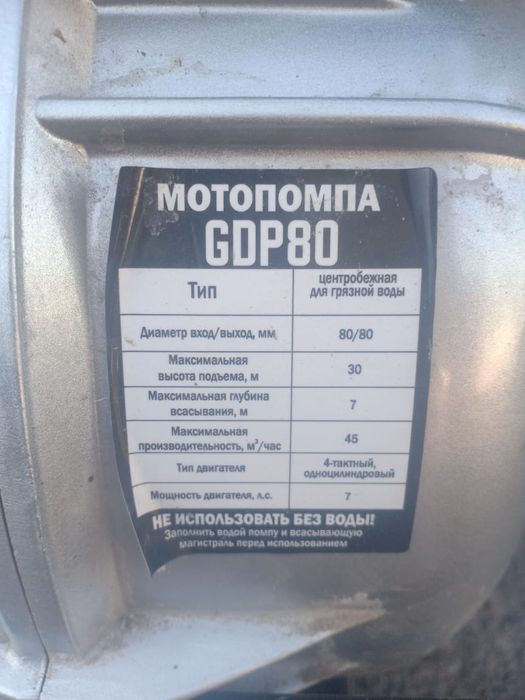 МОТОПОМПА
GDP80
Тип
центробежная
для грязной воды
Диаметр вход/выход, мм
80/80
Максимальная
высота подъема, м
30
Максимальная глубина
всасывания, м
7
Максимальная
производительность, м³/час
45
Тип двигателя
4-тактный,
одноцилиндровый
Мощность двигателя, л.с.
7
НЕ ИСПОЛЬЗОВАТЬ БЕЗ ВОДЫ!
Заполнить водой помпу и всасывающую
магистраль перед использованием